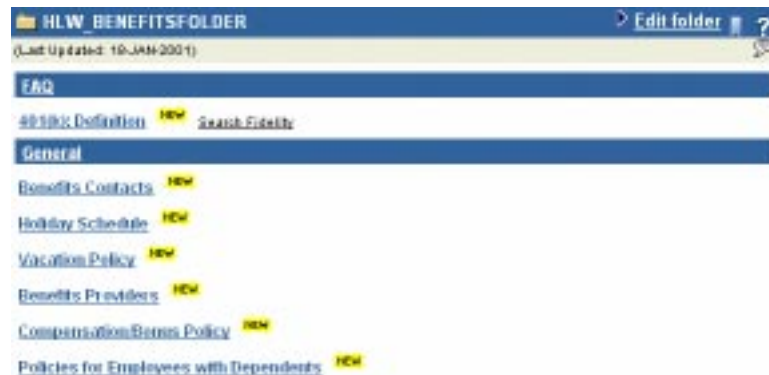 HLW_BENEFITSFOLDER Edit folder ?
(Last Updated: 19-JAN-2001)
FAQ
401(k): Definition NEW Search Fidelity
General
Benefits Contacts NEW
Holiday Schedule NEW
Vacation Policy NEW
Benefits Providers NEW
Compensation/Bonus Policy NEW
Policies for Employees with Dependents NEW